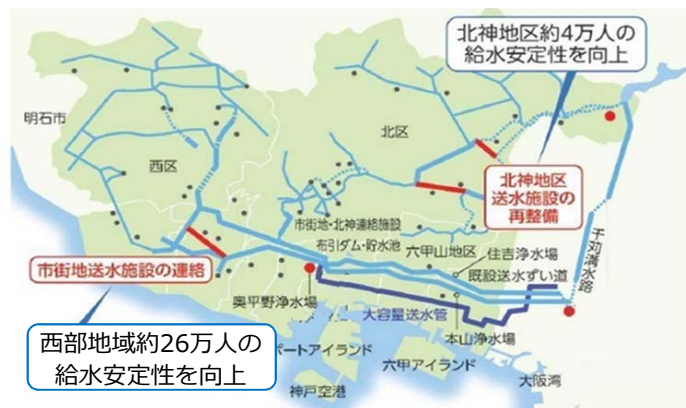 北神地区約4万人の
給水安定性を向上
明石市
北区
西区
北神地区
送水施設の
再整備
市街地・北神連絡施設
布引ダム・貯水池
六甲山地区
住吉浄水場
既設送水ずい道
千苅導水路
市街地送水施設の連絡
奥平野浄水場
大容量送水管
本山浄水場
西部地域約26万人の
給水安定性を向上
ポートアイランド
六甲アイランド
神戸空港
大阪湾